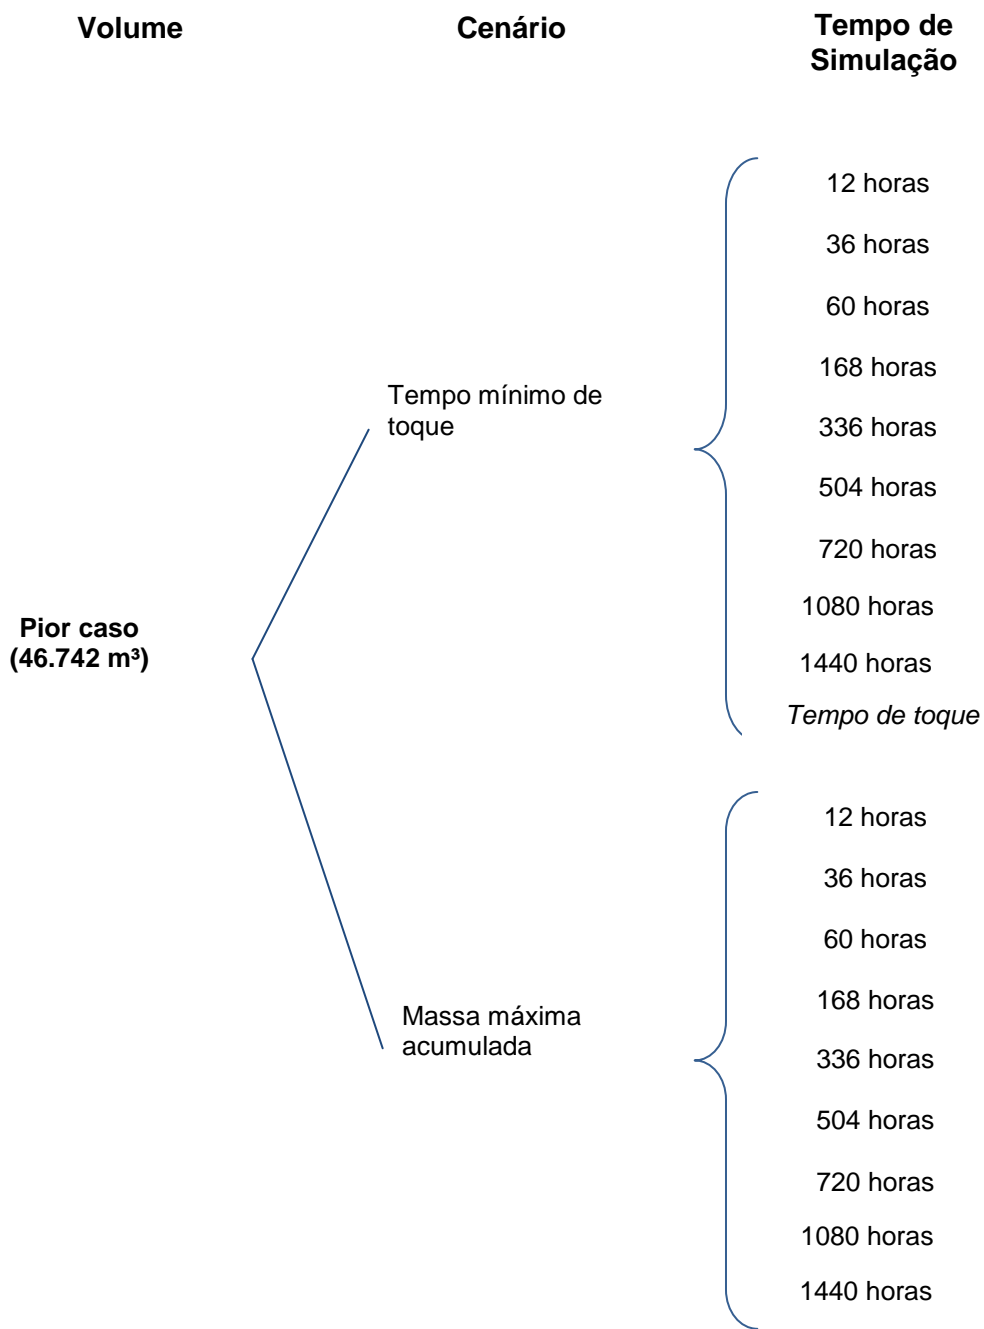 Volume
Cenário
Tempo de
Simulação
12 horas
36 horas
60 horas
168 horas
Tempo mínimo de
toque
336 horas
504 horas
720 horas
1080 horas
Pior caso
(46.742 m³)
1440 horas
Tempo de toque
12 horas
36 horas
60 horas
168 horas
Massa máxima
acumulada
336 horas
504 horas
720 horas
1080 horas
1440 horas